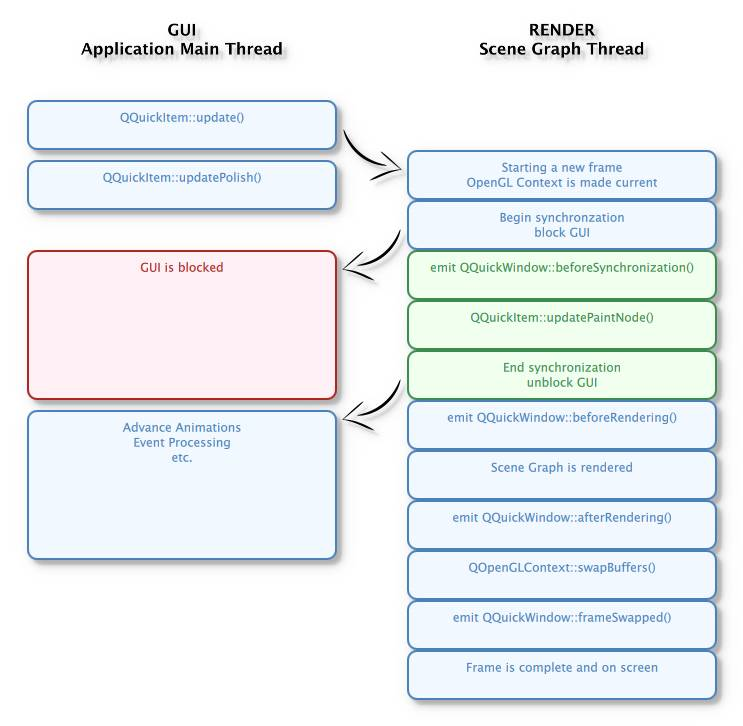 GUI
Application Main Thread
RENDER
Scene Graph Thread
QQuickItem::update()
QQuickItem::updatePolish()
GUI is blocked
Advance Animations
Event Processing
etc.
Starting a new frame
OpenGL Context is made current
Begin synchronzation
block GUI
emit QQuickWindow::beforeSynchronization()
QQuickItem::updatePaintNode()
End synchronization
unblock GUI
emit QQuickWindow::beforeRendering()
Scene Graph is rendered
emit QQuickWindow::afterRendering()
QOpenGLContext::swapBuffers()
emit QQuickWindow::frameSwapped()
Frame is complete and on screen